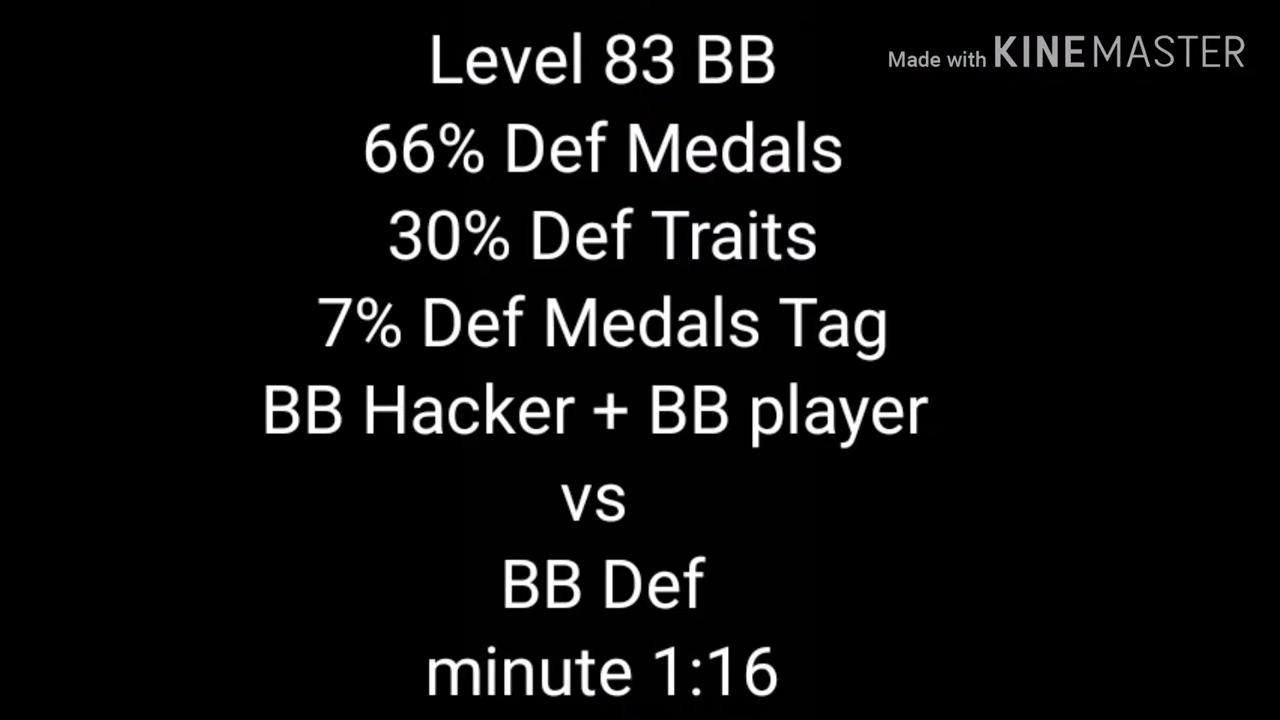 Level 83 BB
Made with KINEMASTER
66% Def Medals
30% Def Traits
7% Def Medals Tag
BB Hacker + BB player
vs
BB Def
minute 1:16